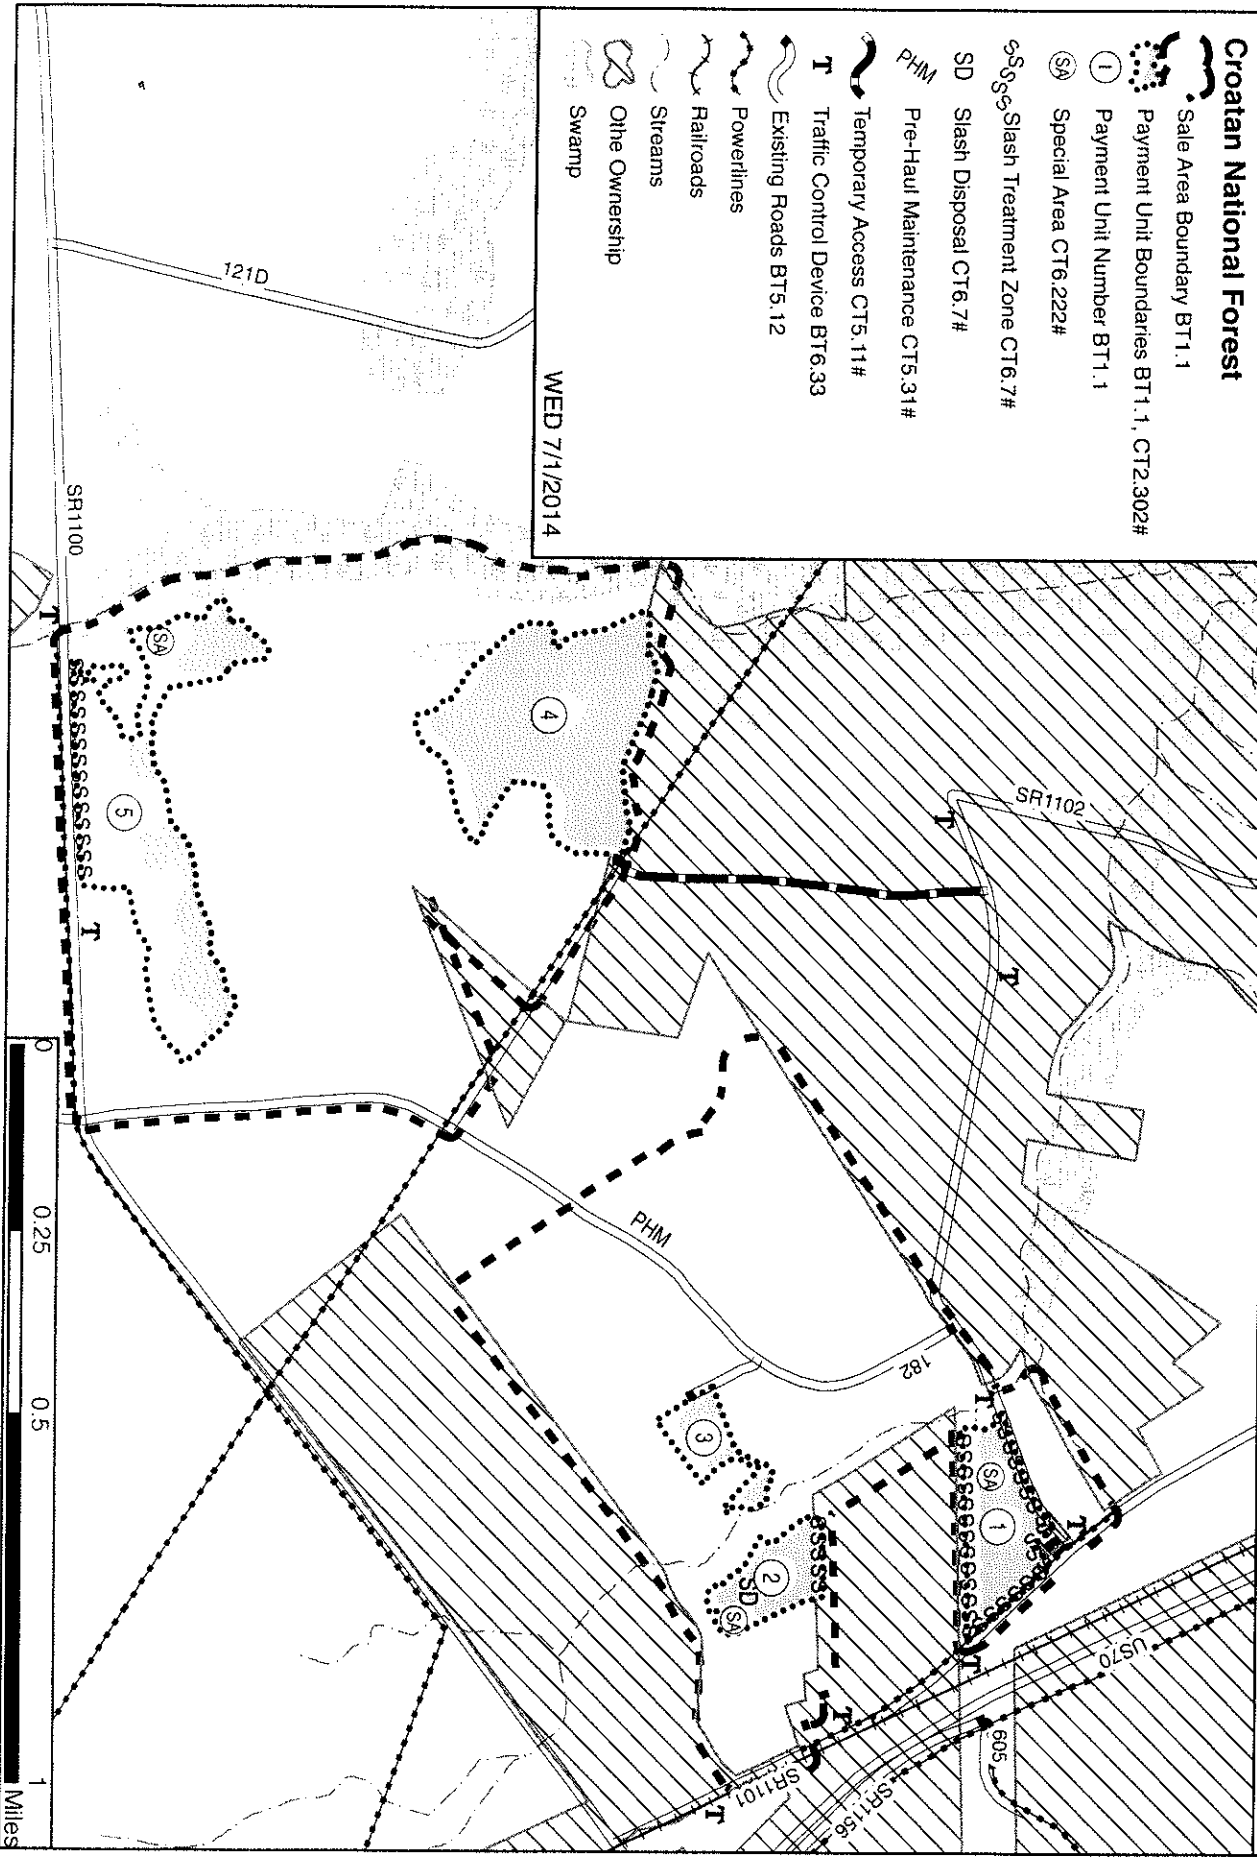 Croatan National Forest
Sale Area Boundary BT1.1
Payment Unit Boundaries BT1.1, CT2.302#
1 Payment Unit Number BT1.1
SA Special Area CT6.222#
SSSSSS Slash Treatment Zone CT6.7#
SD Slash Disposal CT6.7#
PHM Pre-Haul Maintenance CT5.31#
Temporary Access CT5.11#
T Traffic Control Device BT6.33
Existing Roads BT5.12
Powerlines
Railroads
Streams
Othe Ownership
Swamp
WED 7/1/2014
121D
SR1100
T
SA
SSSSSSSSSSSSSSS
5
T
4
SR1102
T
T
PHM
182
3
T
SA
1
T
T
2
SD
SA
T
T
US70
605
SR1101
SR1156
0 0.25 0.5 1 Miles